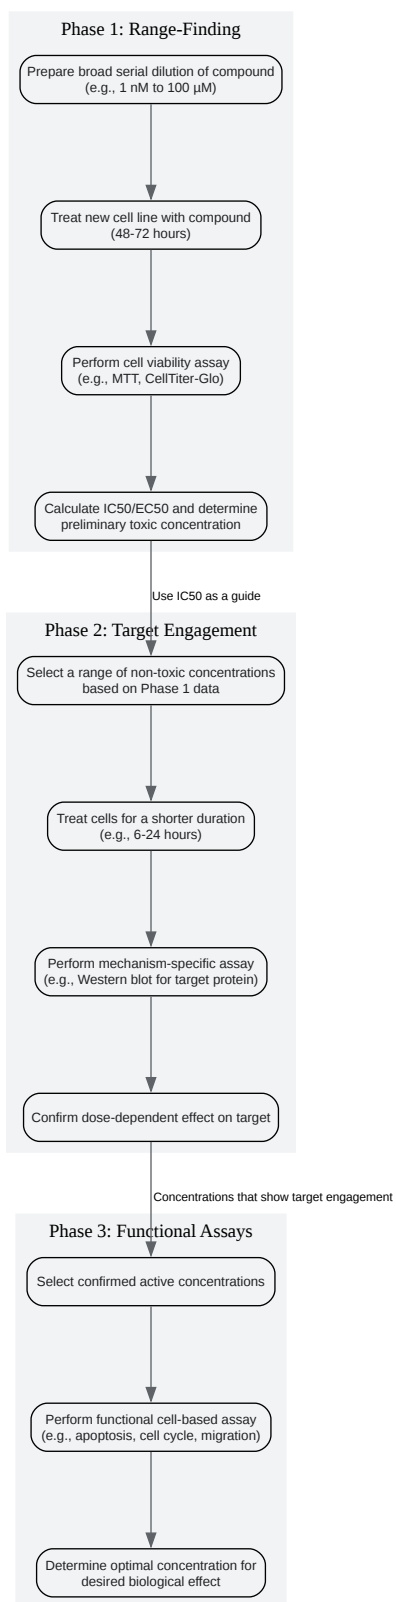 Phase 1: Range-Finding
Prepare broad serial dilution of compound
(e.g., 1 nM to 100 µM)
Treat new cell line with compound
(48-72 hours)
Perform cell viability assay
(e.g., MTT, CellTiter-Glo)
Calculate IC50/EC50 and determine
preliminary toxic concentration
Use IC50 as a guide
Phase 2: Target Engagement
Select a range of non-toxic concentrations
based on Phase 1 data
Treat cells for a shorter duration
(e.g., 6-24 hours)
Perform mechanism-specific assay
(e.g., Western blot for target protein)
Confirm dose-dependent effect on target
Concentrations that show target engagement
Phase 3: Functional Assays
Select confirmed active concentrations
Perform functional cell-based assay
(e.g., apoptosis, cell cycle, migration)
Determine optimal concentration for
desired biological effect